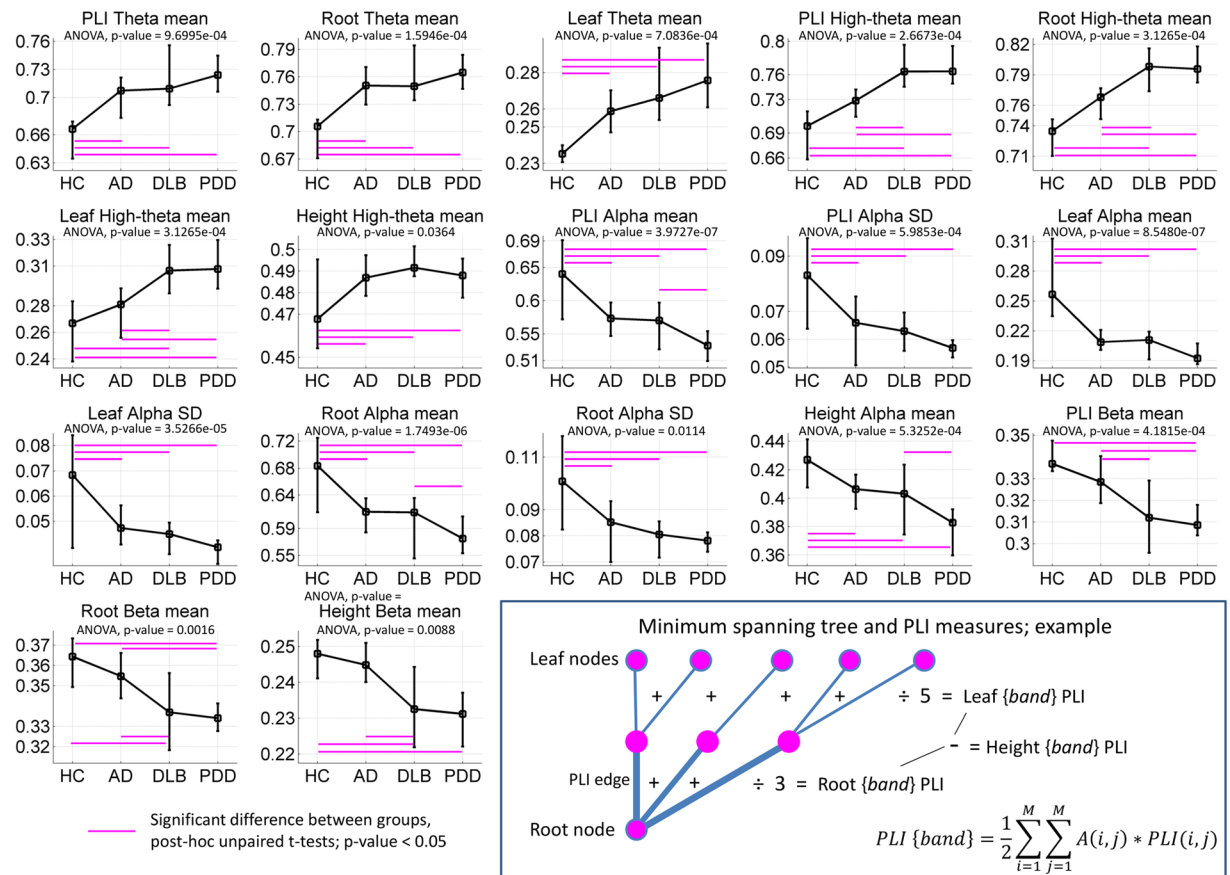 PLI Theta mean
ANOVA, p-value = 9.6995e-04
0.76
0.73
0.7
0.66
0.63
HC AD DLB PDD
Root Theta mean
ANOVA, p-value = 1.5946e-04
0.79
0.76
0.73
0.7
0.67
HC AD DLB PDD
Leaf Theta mean
ANOVA, p-value = 7.0836e-04
0.28
0.26
0.25
0.23
HC AD DLB PDD
PLI High-theta mean
ANOVA, p-value = 2.6673e-04
0.8
0.76
0.73
0.69
0.66
HC AD DLB PDD
Root High-theta mean
ANOVA, p-value = 3.1265e-04
0.82
0.79
0.76
0.74
0.71
HC AD DLB PDD
Leaf High-theta mean
ANOVA, p-value = 3.1265e-04
0.33
0.31
0.28
0.26
0.24
HC AD DLB PDD
Height High-theta mean
ANOVA, p-value = 0.0364
0.5
0.49
0.47
0.45
HC AD DLB PDD
PLI Alpha mean
ANOVA, p-value = 3.9727e-07
0.69
0.65
0.6
0.55
0.51
HC AD DLB PDD
PLI Alpha SD
ANOVA, p-value = 5.9853e-04
0.09
0.07
0.06
0.05
HC AD DLB PDD
Leaf Alpha mean
ANOVA, p-value = 8.5480e-07
0.31
0.28
0.25
0.22
0.19
HC AD DLB PDD
Leaf Alpha SD
ANOVA, p-value = 3.5266e-05
0.08
0.07
0.06
0.05
HC AD DLB PDD
Root Alpha mean
ANOVA, p-value = 1.7493e-06
0.72
0.68
0.64
0.59
0.55
HC AD DLB PDD
Root Alpha SD
ANOVA, p-value = 0.0114
0.11
0.09
0.08
0.07
HC AD DLB PDD
Height Alpha mean
ANOVA, p-value = 5.3252e-04
0.44
0.42
0.4
0.38
0.36
HC AD DLB PDD
PLI Beta mean
ANOVA, p-value = 4.1815e-04
0.35
0.33
0.32
0.31
0.3
HC AD DLB PDD
Root Beta mean
ANOVA, p-value = 0.0016
0.37
0.36
0.35
0.33
0.32
HC AD DLB PDD
ANOVA, p-value =
Height Beta mean
ANOVA, p-value = 0.0088
0.25
0.24
0.23
0.22
HC AD DLB PDD
Significant difference between groups,
post-hoc unpaired t-tests; p-value < 0.05
Minimum spanning tree and PLI measures; example
Leaf nodes
+ + + + ÷ 5 = Leaf {band} PLI
- = Height {band} PLI
PLI edge + + ÷ 3 = Root {band} PLI
Root node
PLI {band} = 1/2 ∑_{i=1}^{M} ∑_{j=1}^{M} A(i,j) * PLI(i,j)